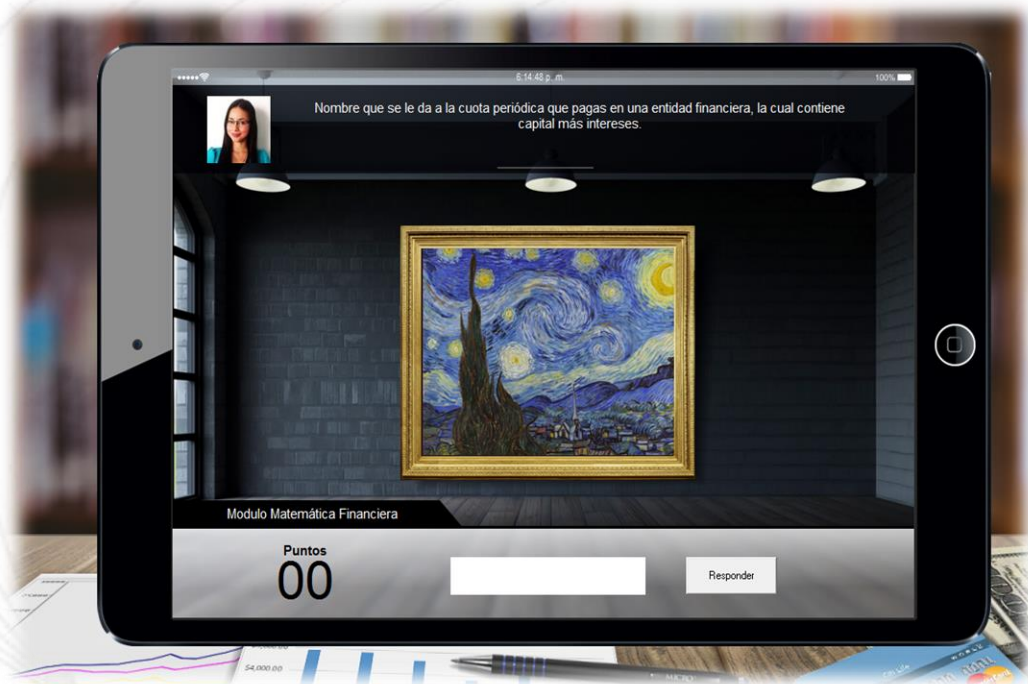 6:14:48 p. m.
100%
Nombre que se le da a la cuota periódica que pagas en una entidad financiera, la cual contiene
capital más intereses.
Modulo Matemática Financiera
Puntos
00
Responder
$4,000.00